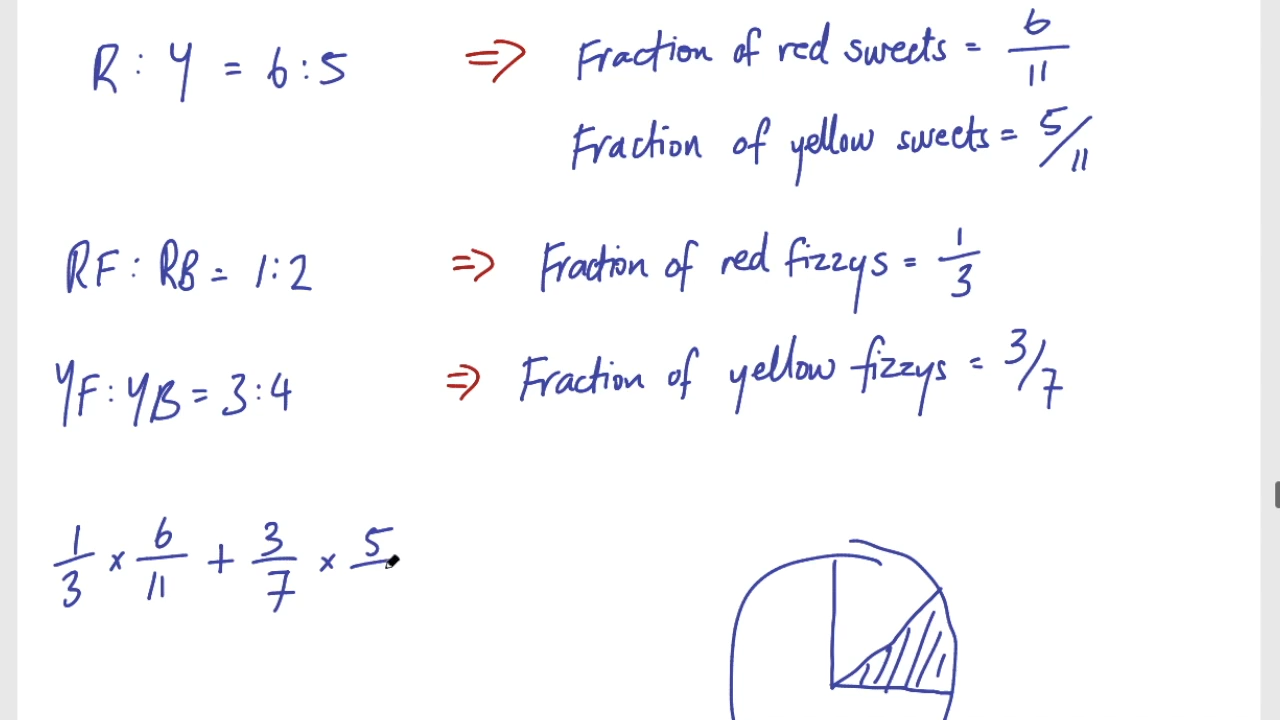 R : Y = 6 : 5 ⇒ Fraction of red sweets = 6/11
Fraction of yellow sweets = 5/11
RF : RB = 1 : 2 ⇒ Fraction of red fizzys = 1/3
YF : YB = 3 : 4 ⇒ Fraction of yellow fizzys = 3/7
1/3 × 6/11 + 3/7 × 5/